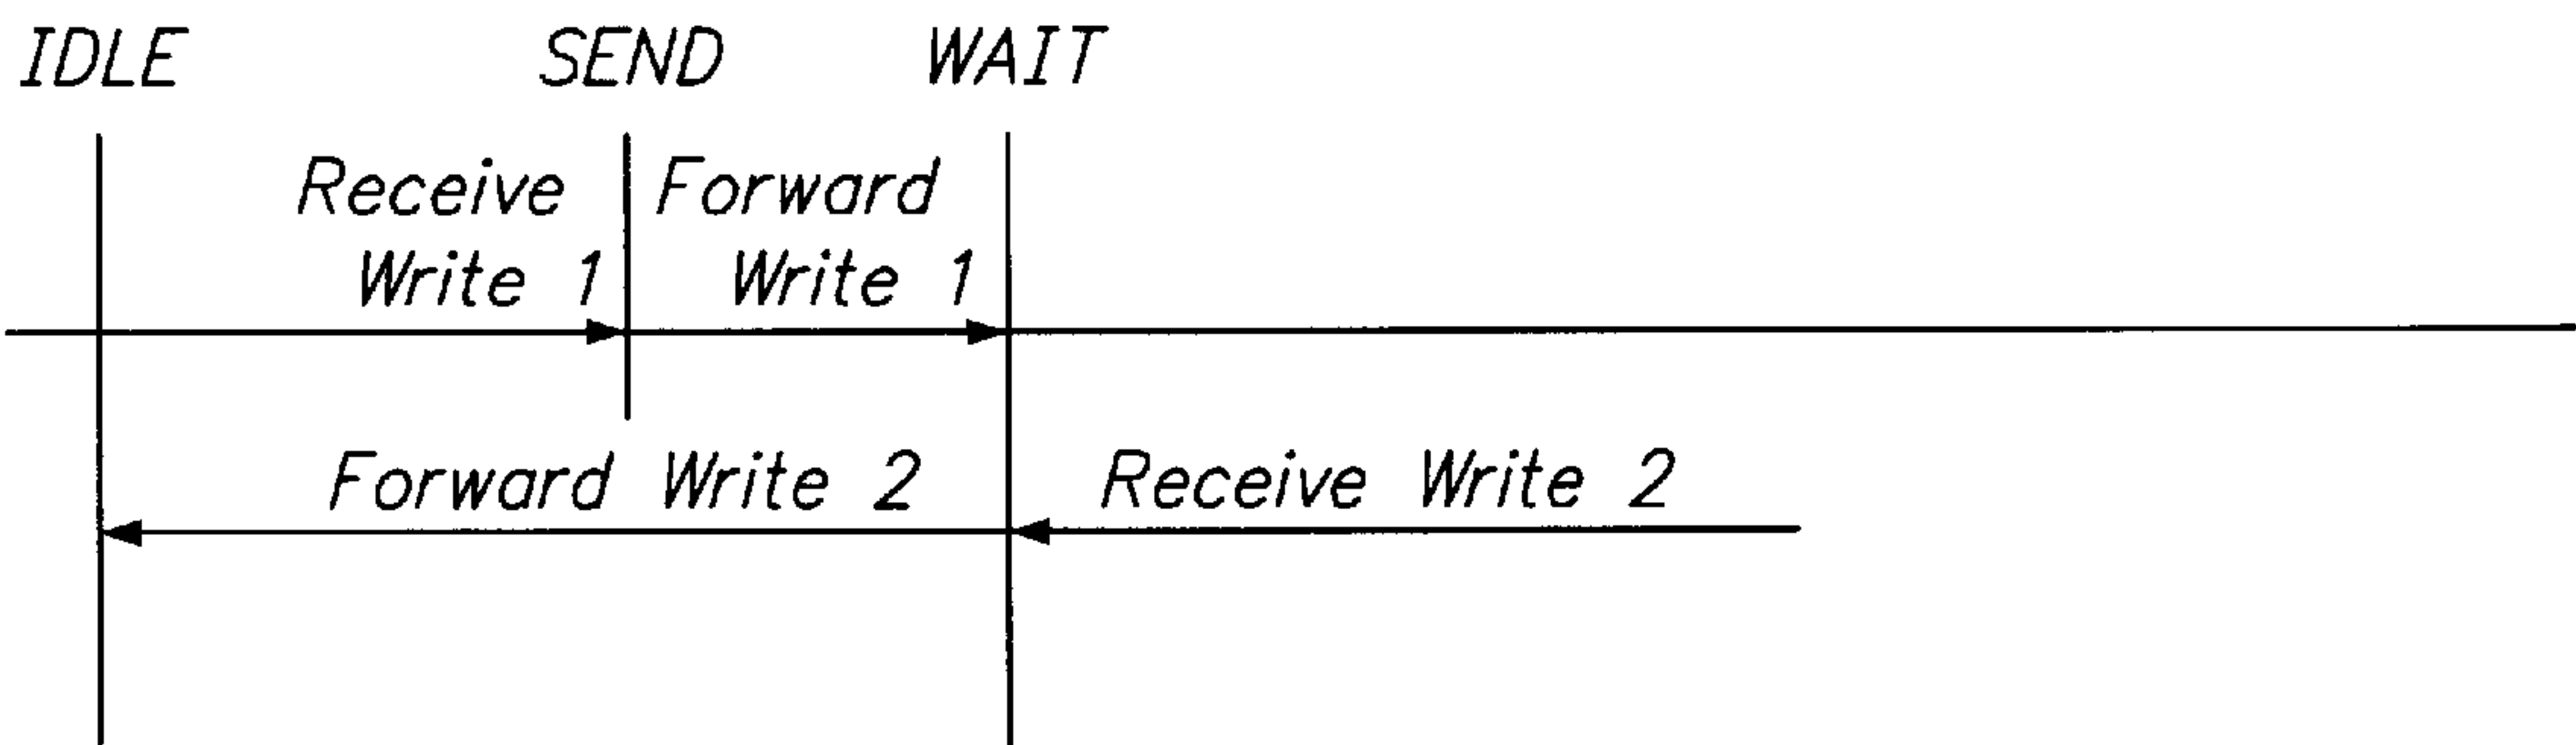 IDLE SEND WAIT
Receive Forward
Write 1 Write 1
Forward Write 2 Receive Write 2